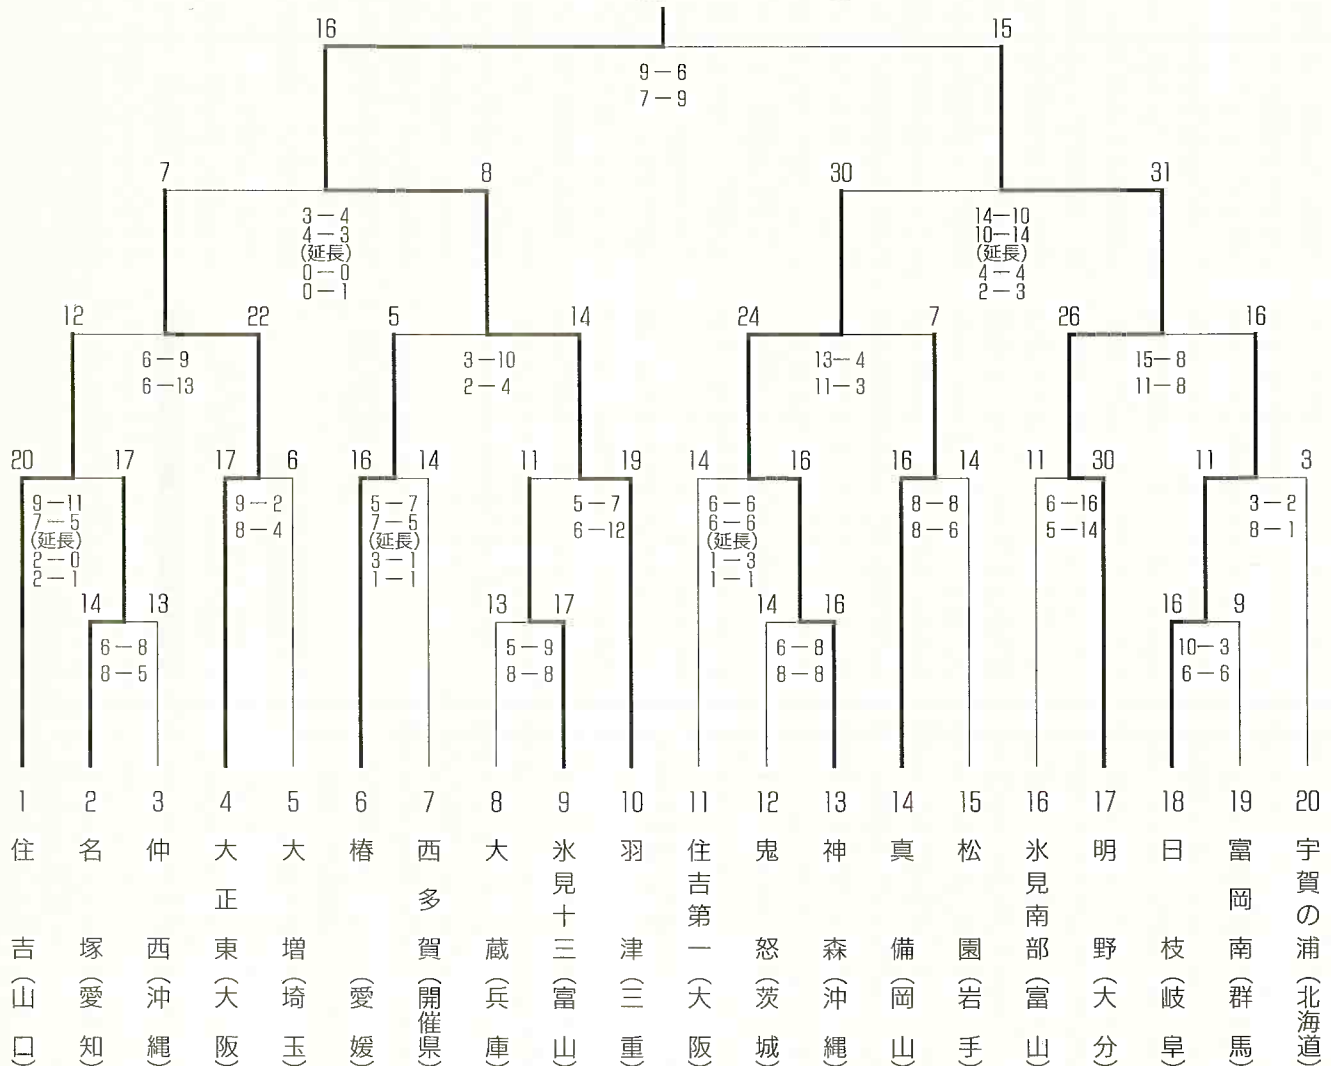 16 15
9－6
7－9
7 8 30 31
3－4
4－3
(延長)
0－0
0－1
14－10
10－14
(延長)
4－4
2－3
12 22 5 14 24 7 26 16
6－9
6－13
3－10
2－4
13－4
11－3
15－8
11－8
20 17 17 6 16 14 11 19 14 16 16 14 11 30 11 3
9－11
7－5
(延長)
2－0
2－1
9－2
8－4
5－7
7－5
(延長)
3－1
1－1
5－7
6－12
6－6
6－6
(延長)
1－3
1－1
8－8
8－6
6－16
5－14
3－2
8－1
14 13 13 17 14 16 16 9
6－8
8－5
5－9
8－8
6－8
8－8
10－3
6－6
1 住吉(山口)
2 名塚(愛知)
3 仲西(沖縄)
4 大正東(大阪)
5 大増(埼玉)
6 椿(愛媛)
7 西多賀(開催県)
8 大蔵(兵庫)
9 氷見十三(富山)
10 羽津(三重)
11 住吉第一(大阪)
12 鬼怒(茨城)
13 神森(沖縄)
14 真備(岡山)
15 松園(岩手)
16 氷見南部(富山)
17 明野(大分)
18 日枝(岐阜)
19 富岡南(群馬)
20 宇賀の浦(北海道)